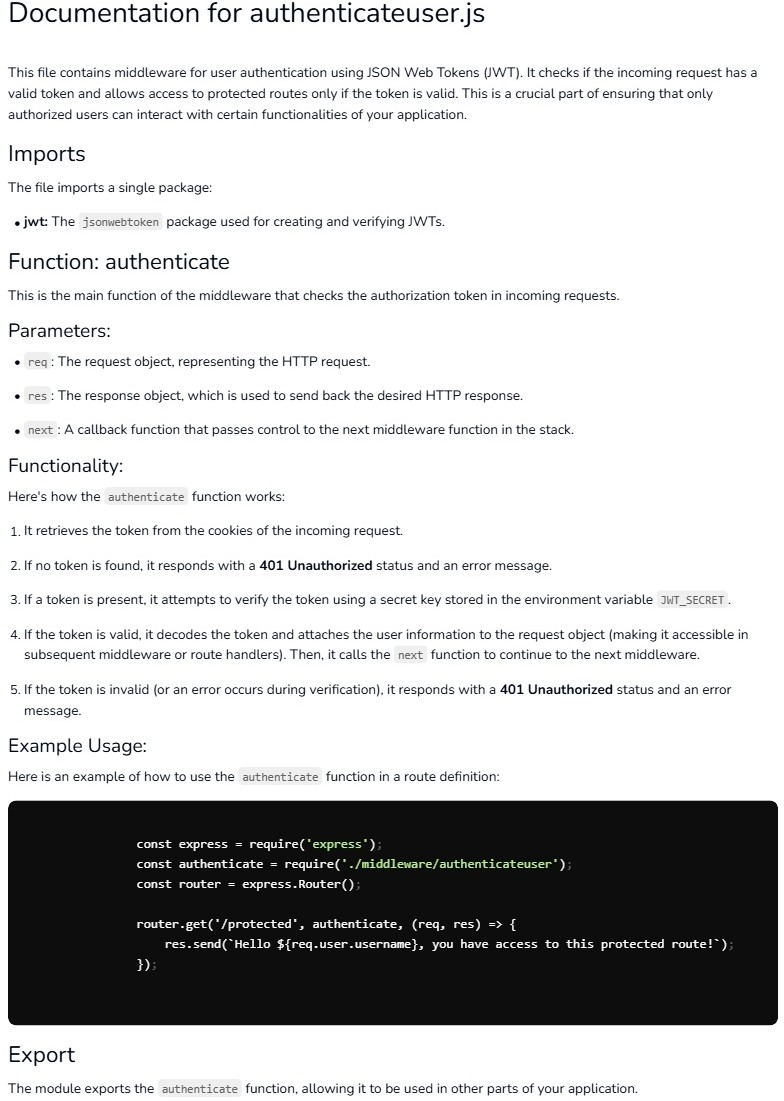 Documentation for authenticateuser.js
This file contains middleware for user authentication using JSON Web Tokens (JWT). It checks if the incoming request has a
valid token and allows access to protected routes only if the token is valid. This is a crucial part of ensuring that only
authorized users can interact with certain functionalities of your application.
Imports
The file imports a single package:
• jwt: The jsonwebtoken package used for creating and verifying JWTs.
Function: authenticate
This is the main function of the middleware that checks the authorization token in incoming requests.
Parameters:
• req : The request object, representing the HTTP request.
• res : The response object, which is used to send back the desired HTTP response.
• next : A callback function that passes control to the next middleware function in the stack.
Functionality:
Here's how the authenticate function works:
1. It retrieves the token from the cookies of the incoming request.
2. If no token is found, it responds with a 401 Unauthorized status and an error message.
3. If a token is present, it attempts to verify the token using a secret key stored in the environment variable JWT_SECRET .
4. If the token is valid, it decodes the token and attaches the user information to the request object (making it accessible in
subsequent middleware or route handlers). Then, it calls the next function to continue to the next middleware.
5. If the token is invalid (or an error occurs during verification), it responds with a 401 Unauthorized status and an error
message.
Example Usage:
Here is an example of how to use the authenticate function in a route definition:
const express = require('express');
const authenticate = require('./middleware/authenticateuser');
const router = express.Router();
router.get('/protected', authenticate, (req, res) => {
    res.send(`Hello ${req.user.username}, you have access to this protected route!`);
});
Export
The module exports the authenticate function, allowing it to be used in other parts of your application.